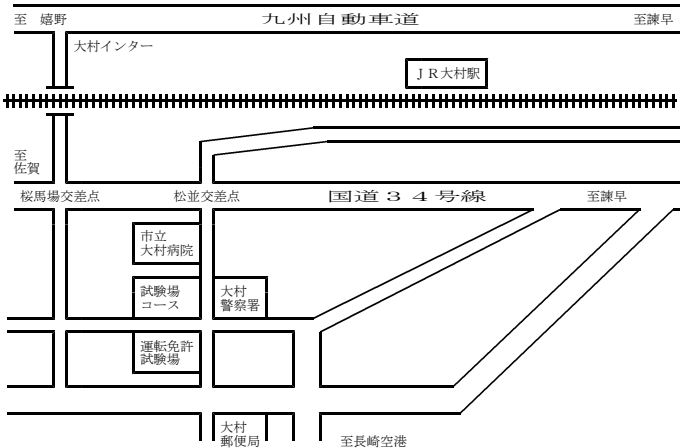 至 嬉野
九州自動車道
至諫早
大村インター
ＪＲ大村駅
至
佐賀
桜馬場交差点
松並交差点
国道３４号線
至諫早
市立
大村病院
試験場
コース
大村
警察署
運転免許
試験場
大村
郵便局
至長崎空港